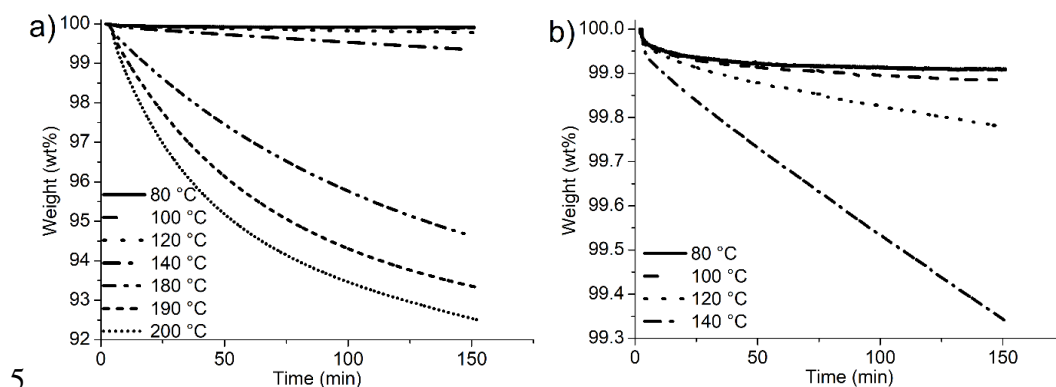 a)
100
99
98
97
96
95
94
93
92
Weight (wt%)
80 °C
100 °C
120 °C
140 °C
180 °C
190 °C
200 °C
0
50
100
150
Time (min)
b)
100.0
99.9
99.8
99.7
99.6
99.5
99.4
99.3
Weight (wt%)
80 °C
100 °C
120 °C
140 °C
0
50
100
150
Time (min)
5